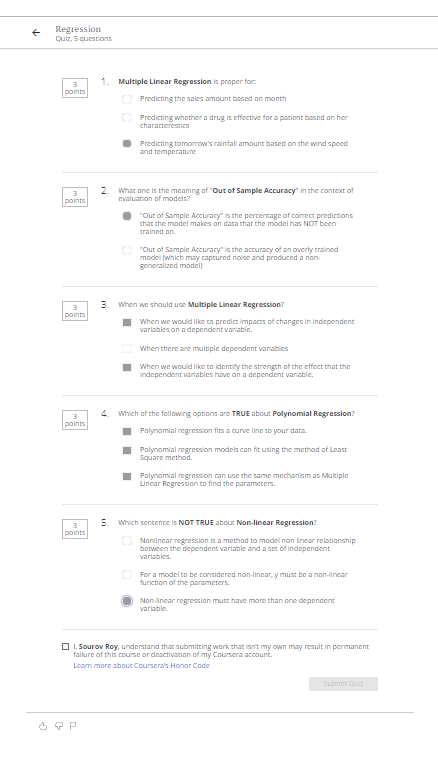 Regression
Quiz, 5 questions
3
points
1.
Multiple Linear Regression is proper for:
Predicting the sales amount based on month
Predicting whether a drug is effective for a patient based on her
characterestics
Predicting tomorrow's rainfall amount based on the wind speed
and temperature
3
points
2.
What one is the meaning of "Out of Sample Accuracy" in the context of
evaluation of models?
"Out of Sample Accuracy" is the percentage of correct predictions
that the model makes on data that the model has NOT been
trained on.
"Out of Sample Accuracy" is the accuracy of an overly trained
model (which may captured noise and produced a non-
generalized model)
3
points
3.
When we should use Multiple Linear Regression?
When we would like to predict impacts of changes in independent
variables on a dependent variable.
When there are multiple dependent variables
When we would like to identify the strength of the effect that the
independent variables have on a dependent variable.
3
points
4.
Which of the following options are TRUE about Polynomial Regression?
Polynomial regression fits a curve line to your data.
Polynomial regression models can fit using the method of Least
Square method.
Polynomial regression can use the same mechanism as Multiple
Linear Regression to find the parameters.
3
points
5.
Which sentence is NOT TRUE about Non-linear Regression?
Nonlinear regression is a method to model non linear relationship
between the dependent variable and a set of independent
variables.
For a model to be considered non-linear, y must be a non-linear
function of the parameters.
Non-linear regression must have more than one dependent
variable.
I, Sourov Roy, understand that submitting work that isn't my own may result in permanent
failure of this course or deactivation of my Coursera account.
Learn more about Coursera's Honor Code
Submit Quiz